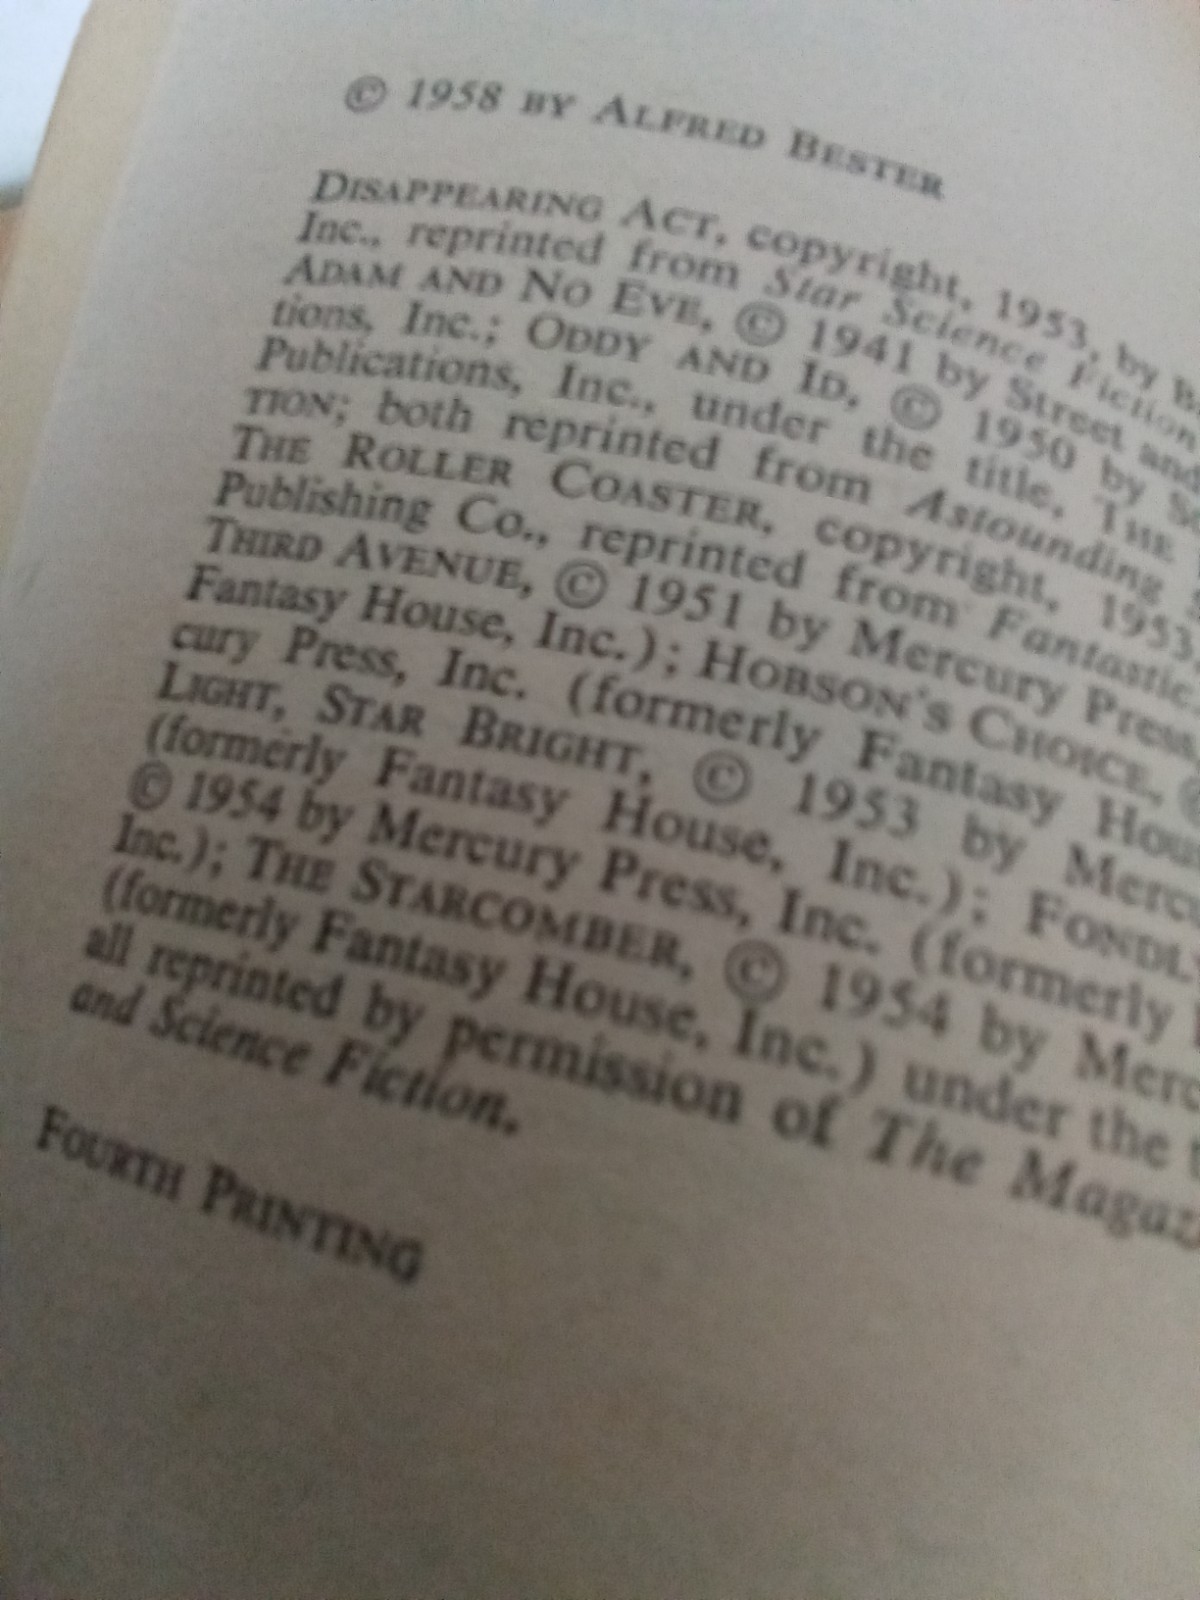 © 1958 BY ALFRED BESTER
DISAPPEARING ACT, copyright, 1953, by
Inc., reprinted from Star Science Fiction
ADAM AND NO EVE, © 1941 by Street and
tions, Inc.; ODDY AND ID, © 1950 by
Publications, Inc., under the title, THE
TION; both reprinted from Astounding
THE ROLLER COASTER, copyright, 1953,
Publishing Co., reprinted from Fantastic
THIRD AVENUE, © 1951 by Mercury Press,
Fantasy House, Inc.); HOBSON'S CHOICE,
cury Press, Inc. (formerly Fantasy
LIGHT, STAR BRIGHT, © 1953 by
(formerly Fantasy House, Inc.);
© 1954 by Mercury Press, Inc. (formerly
Inc.); THE STARCOMBER, © 1954 by
(formerly Fantasy House, Inc.) under the
all reprinted by permission of The
and Science Fiction.
FOURTH PRINTING